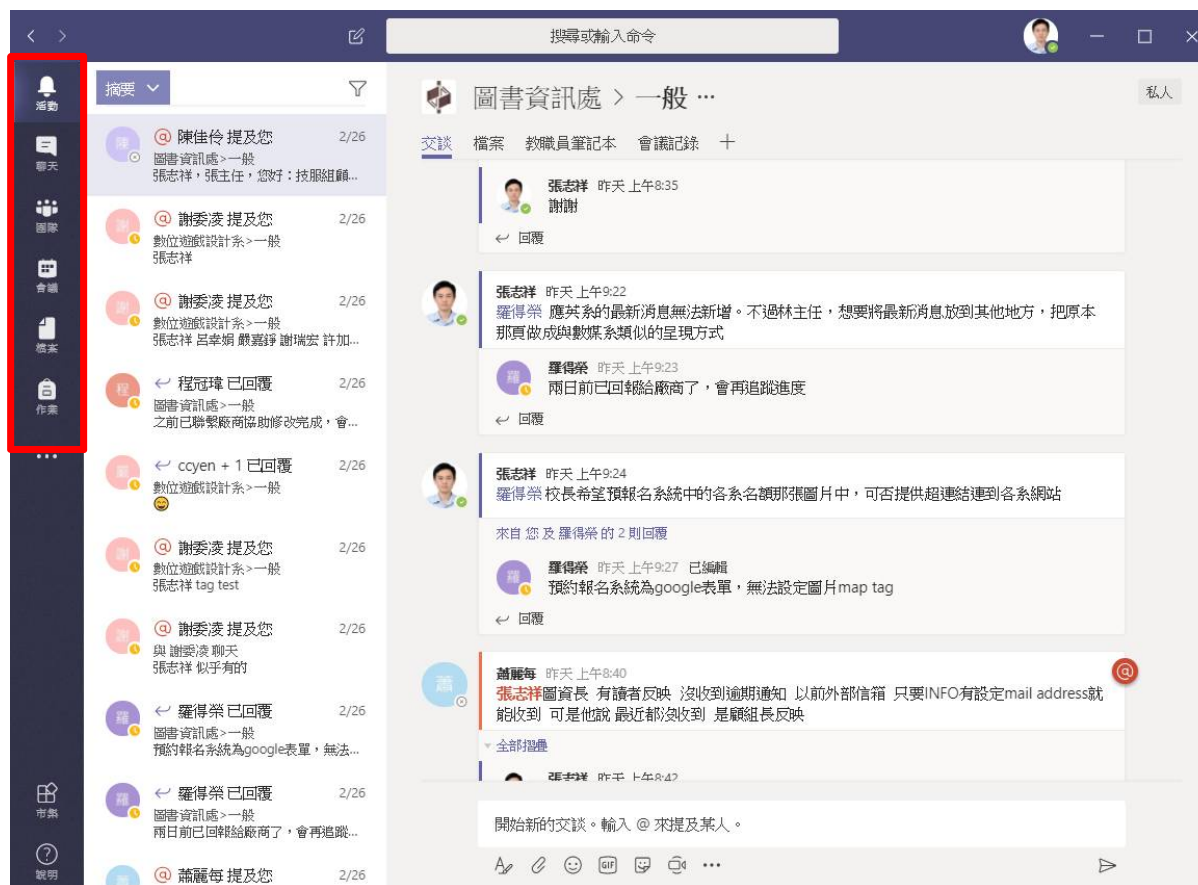 搜尋或輸入命令
活動
聊天
團隊
會議
檔案
作業
市集
說明
摘要
陳
@ 陳佳伶 提及您 2/26
圖書資訊處>一般
張志祥，張主任，您好：技服組顧...
謝
@ 謝委凌 提及您 2/26
數位遊戲設計系>一般
張志祥
謝
@ 謝委凌 提及您 2/26
數位遊戲設計系>一般
張志祥 呂幸娟 嚴嘉錚 謝瑞宏 許加...
程
程冠瑋 已回覆 2/26
圖書資訊處>一般
之前已聯繫廠商協助修改完成，會...
ccyen + 1 已回覆 2/26
數位遊戲設計系>一般
謝
@ 謝委凌 提及您 2/26
數位遊戲設計系>一般
張志祥 tag test
謝
@ 謝委凌 提及您 2/26
與 謝委凌 聊天
張志祥 似乎有的
羅
羅得榮 已回覆 2/26
圖書資訊處>一般
預約報名系統為google表單，無法...
羅
羅得榮 已回覆 2/26
圖書資訊處>一般
兩日前已回報給廠商了，會再追蹤...
@ 蕭麗每 提及您 2/26
圖書資訊處 > 一般 ...
私人
交談 檔案 教職員筆記本 會議記錄 +
張志祥 昨天 上午8:35
謝謝
回覆
張志祥 昨天 上午9:22
羅得榮 應英系的最新消息無法新增。不過林主任，想要將最新消息放到其他地方，把原本
那頁做成與數媒系類似的呈現方式
羅
羅得榮 昨天 上午9:23
兩日前已回報給廠商了，會再追蹤進度
回覆
張志祥 昨天 上午9:24
羅得榮 校長希望預報名系統中的各系名額那張圖片中，可否提供超連結連到各系網站
來自 您 及 羅得榮 的 2 則回覆
羅
羅得榮 昨天 上午9:27 已編輯
預約報名系統為google表單，無法設定圖片map tag
回覆
蕭
蕭麗每 昨天 上午8:40
@
張志祥圖資長 有讀者反映 沒收到逾期通知 以前外部信箱 只要INFO有設定mail address就
能收到 可是他說 最近都沒收到 是顧組長反映
全部摺疊
張志祥 昨天 上午8:42
開始新的交談。輸入 @ 來提及某人。
GIF